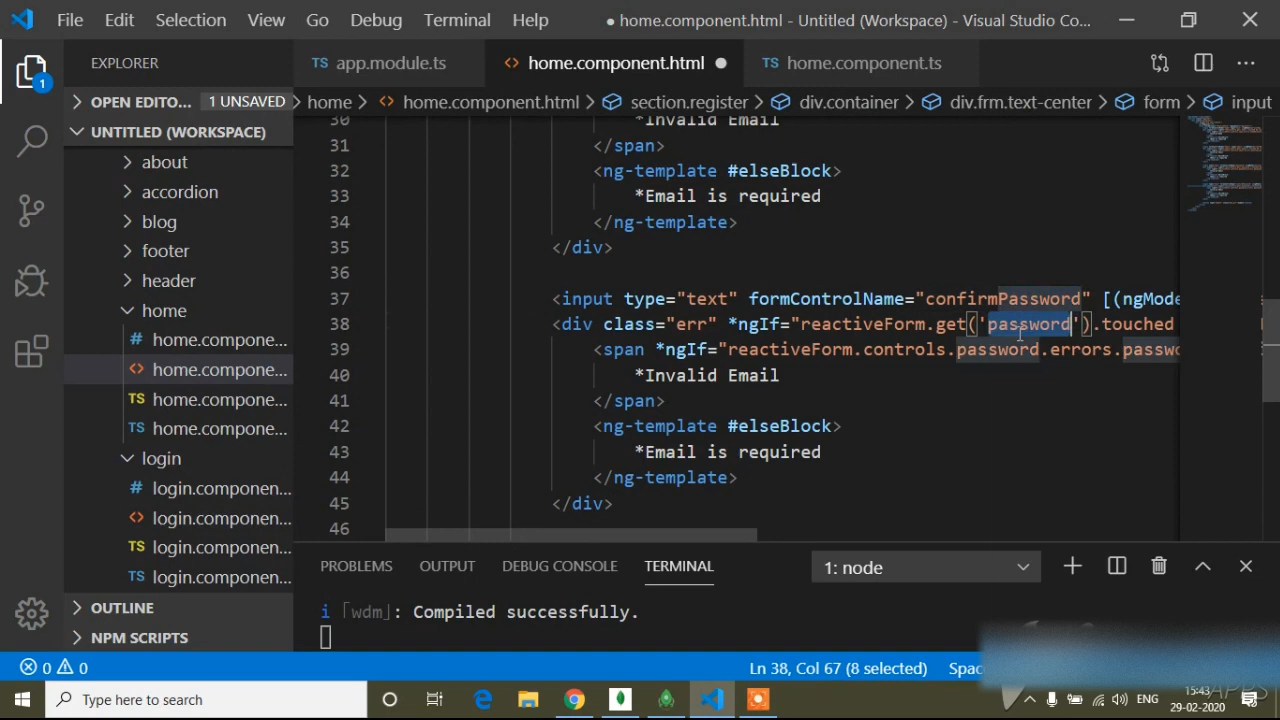 File Edit Selection View Go Debug Terminal Help ● home.component.html - Untitled (Workspace) - Visual Studio Co...
EXPLORER
TS app.module.ts <> home.component.html ● TS home.component.ts ...
1
OPEN EDITO... 1 UNSAVED
home > <> home.component.html > section.register > div.container > div.frm.text-center > form > input
UNTITLED (WORKSPACE)
about
accordion
blog
footer
header
home
# home.compone...
<> home.compone...
TS home.compone...
TS home.compone...
login
# login.componen...
<> login.componen...
TS login.componen...
TS login.componen...
OUTLINE
NPM SCRIPTS
30 *Invalid Email
31 </span>
32 <ng-template #elseBlock>
33 *Email is required
34 </ng-template>
35 </div>
36
37 <input type="text" formControlName="confirmPassword" [(ngMode
38 <div class="err" *ngIf="reactiveForm.get('password').touched
39 <span *ngIf="reactiveForm.controls.password.errors.passwo
40 *Invalid Email
41 </span>
42 <ng-template #elseBlock>
43 *Email is required
44 </ng-template>
45 </div>
46
PROBLEMS OUTPUT DEBUG CONSOLE TERMINAL 1: node
i ｢wdm｣: Compiled successfully.
0 0
Ln 38, Col 67 (8 selected)
Type here to search
ENG
15:43
29-02-2020